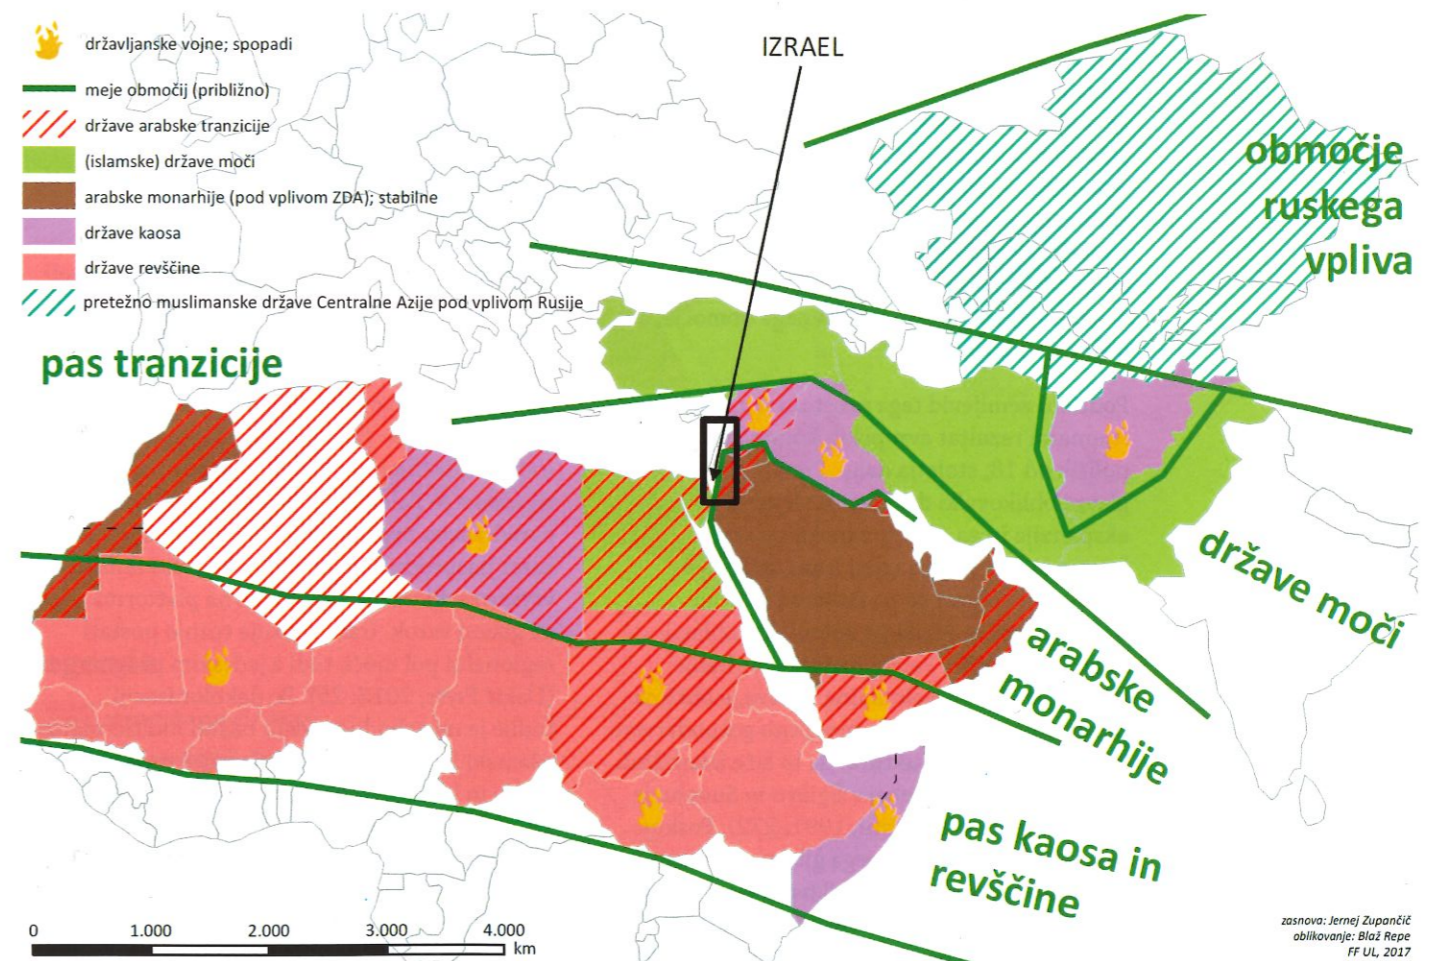 državljanske vojne; spopadi
meje območij (približno)
države arabske tranzicije
(islamske) države moči
arabske monarhije (pod vplivom ZDA); stabilne
države kaosa
države revščine
pretežno muslimanske države Centralne Azije pod vplivom Rusije
IZRAEL
območje
ruskega
vpliva
pas tranzicije
države moči
arabske
monarhije
pas kaosa in
revščine
0 1.000 2.000 3.000 4.000
km
zasnova: Jernej Zupančič
oblikovanje: Blaž Repe
FF UL, 2017